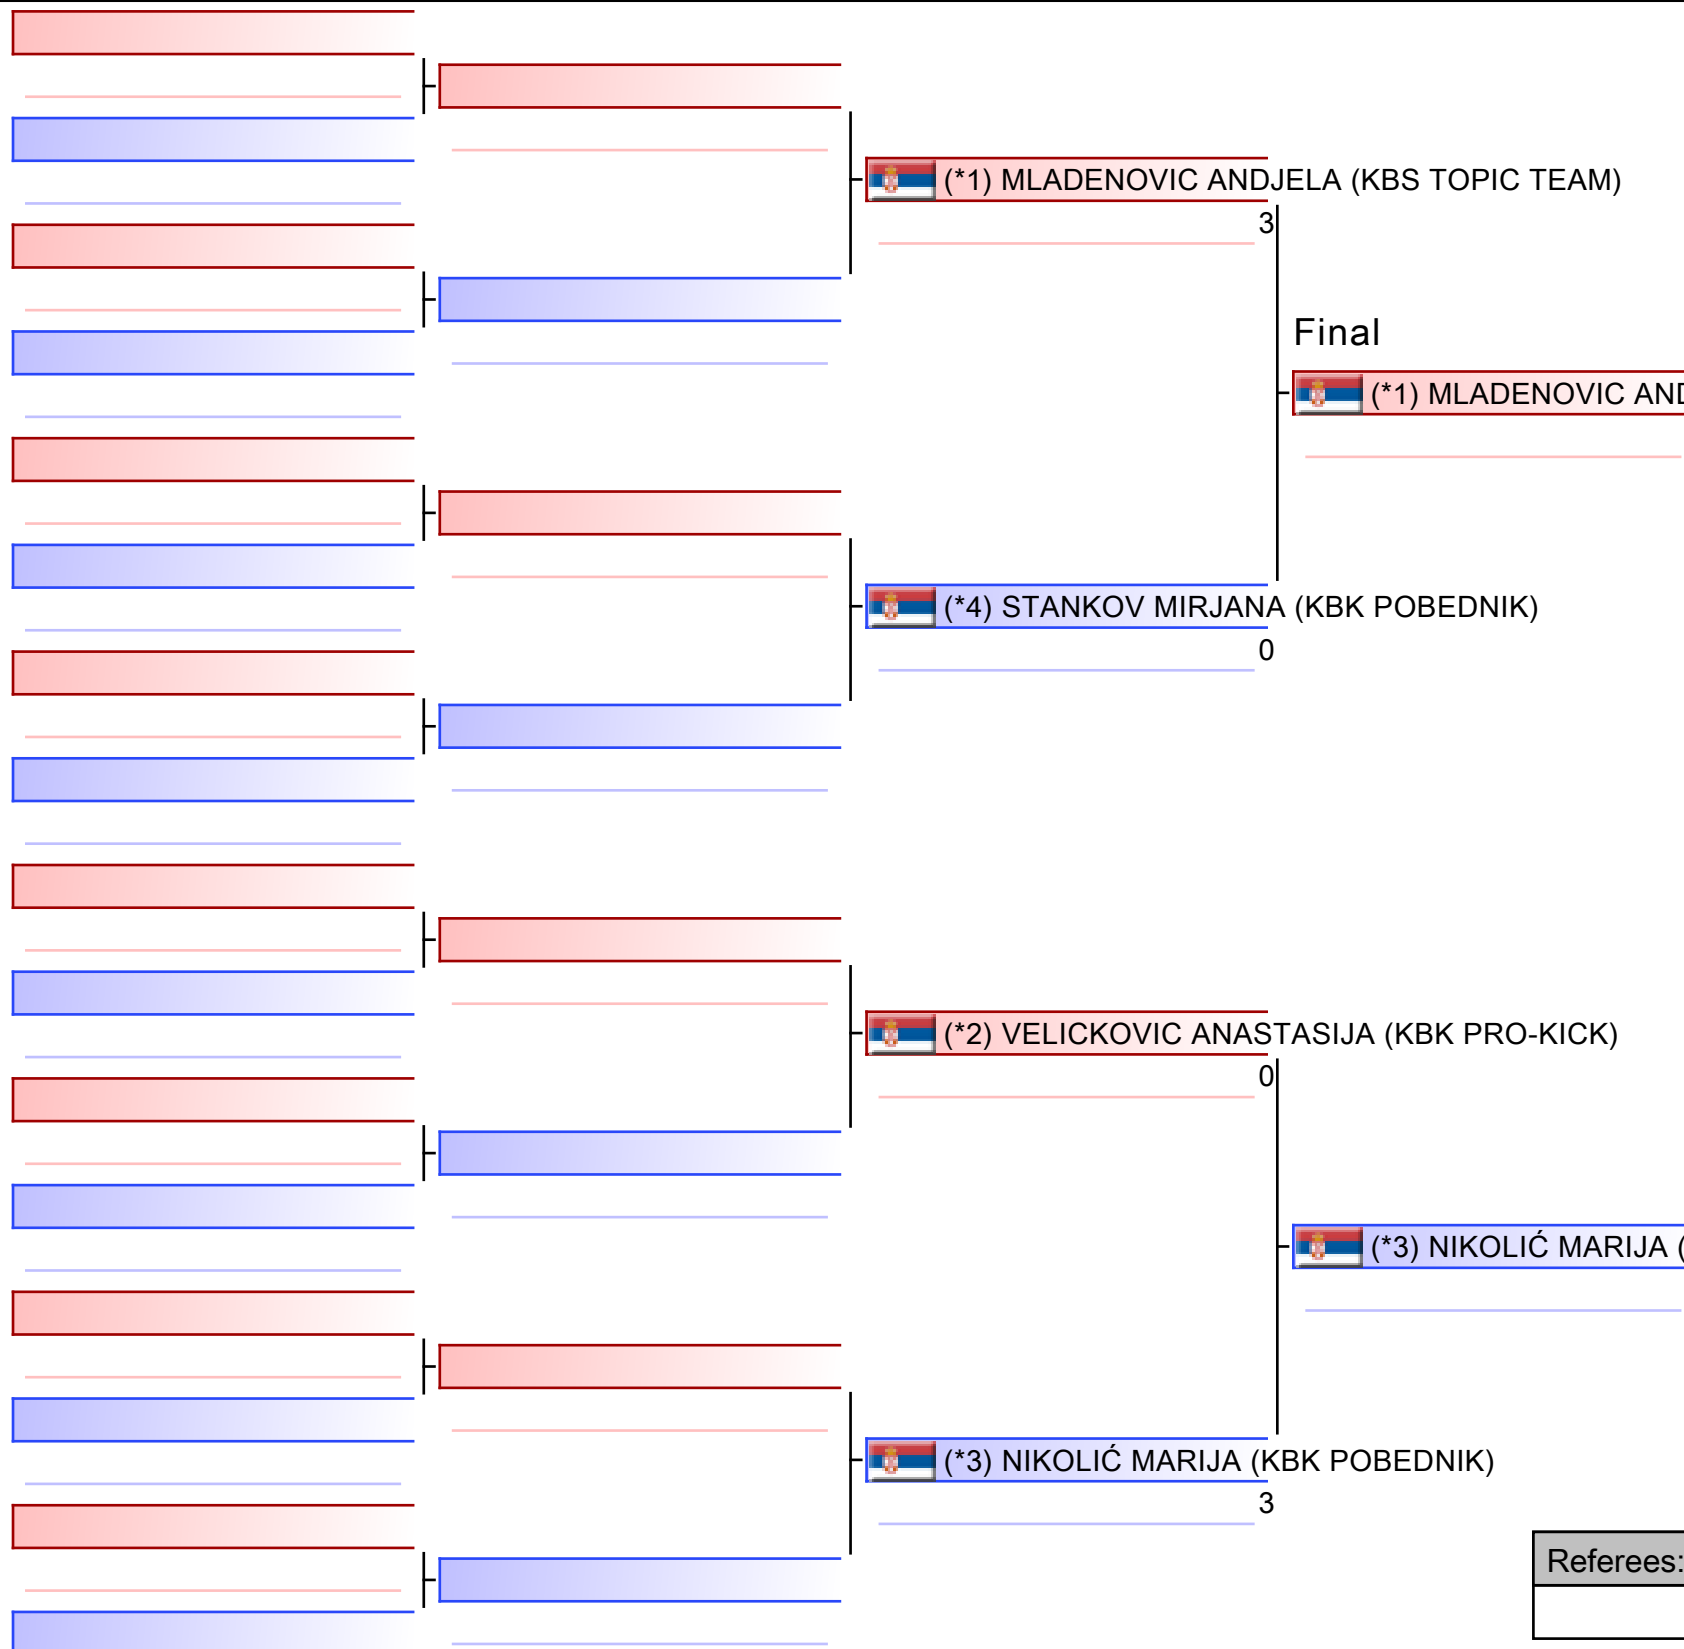 (*1) MLADENOVIC ANDJELA (KBS TOPIC TEAM)
3
Final
(*1) MLADENOVIC AND
(*4) STANKOV MIRJANA (KBK POBEDNIK)
0
(*2) VELICKOVIC ANASTASIJA (KBK PRO-KICK)
0
(*3) NIKOLIĆ MARIJA (
(*3) NIKOLIĆ MARIJA (KBK POBEDNIK)
3
Referees: